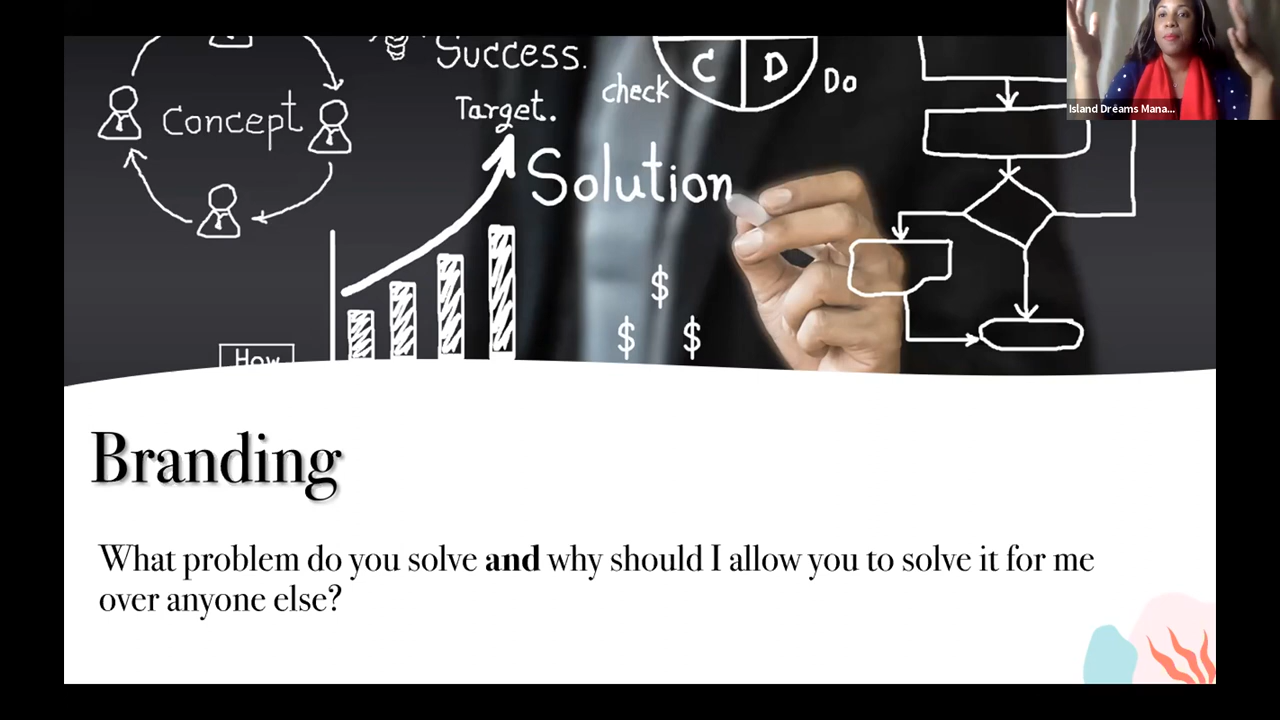 Success.
Target.
check
C
D
Do
Concept
Solution
$
$ $
How
Island Dreams Mana...
Branding
What problem do you solve and why should I allow you to solve it for me
over anyone else?